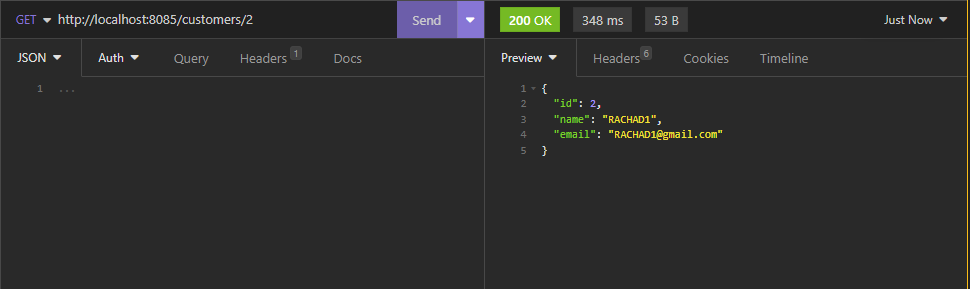 GET http://localhost:8085/customers/2 Send 200 OK 348 ms 53 B Just Now
JSON Auth Query Headers 1 Docs Preview Headers 6 Cookies Timeline
1 ...
1 {
2 "id": 2,
3 "name": "RACHAD1",
4 "email": "RACHAD1@gmail.com"
5 }